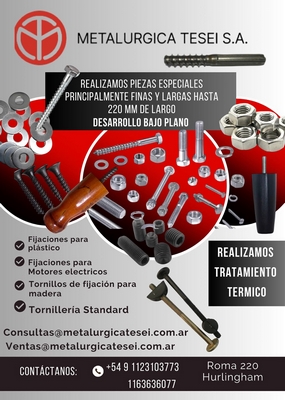 METALURGICA TESEI S.A.
REALIZAMOS PIEZAS ESPECIALES
PRINCIPALMENTE FINAS Y LARGAS HASTA
220 MM DE LARGO
DESARROLLO BAJO PLANO
Fijaciones para
plástico
Fijaciones para
Motores electricos
Tornillos de fijación para
madera
Tornillería Standard
REALIZAMOS
TRATAMIENTO
TERMICO
Consultas@metalurgicatesei.com.ar
Ventas@metalurgicatesei.com.ar
CONTÁCTANOS:
+54 9 1123103773
1163636077
Roma 220
Hurlingham